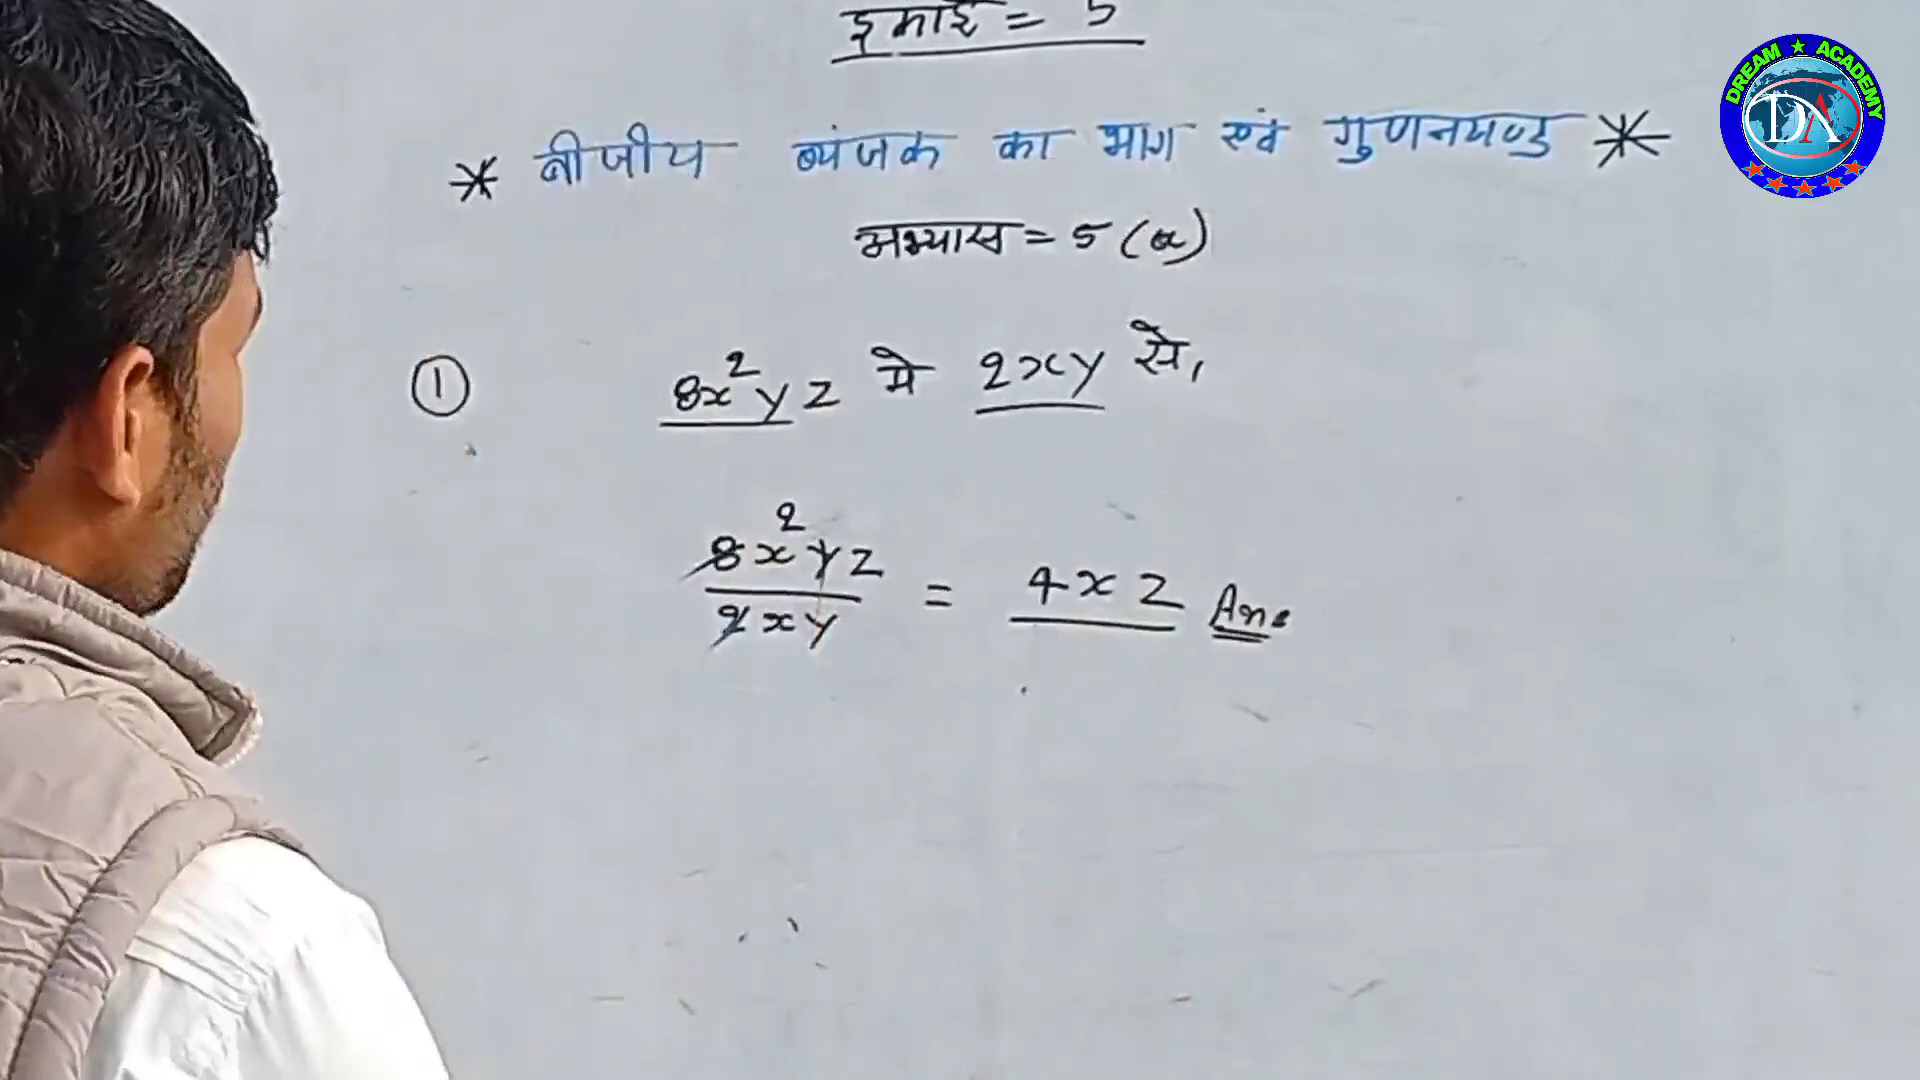 इकाई = 5
* बीजीय व्यंजक का भाग एवं गुणनखण्ड *
अभ्यास = 5 (a)
① 8x²yz मे 2xy से,
8x²yz / 2xy = 4xz Ans
DREAM ★ ACADEMY
DA